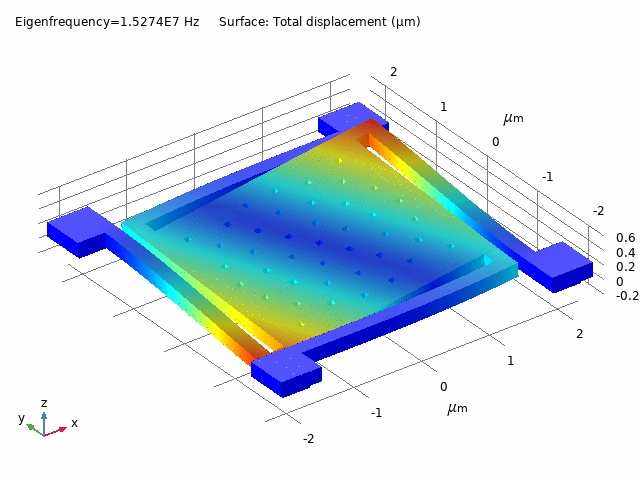 Eigenfrequency=1.5274E7 Hz Surface: Total displacement (μm)
2
1
μm
0
-1
-2
0.6
0.4
0.2
0
-0.2
2
1
0
μm
-1
-2
z
y
x